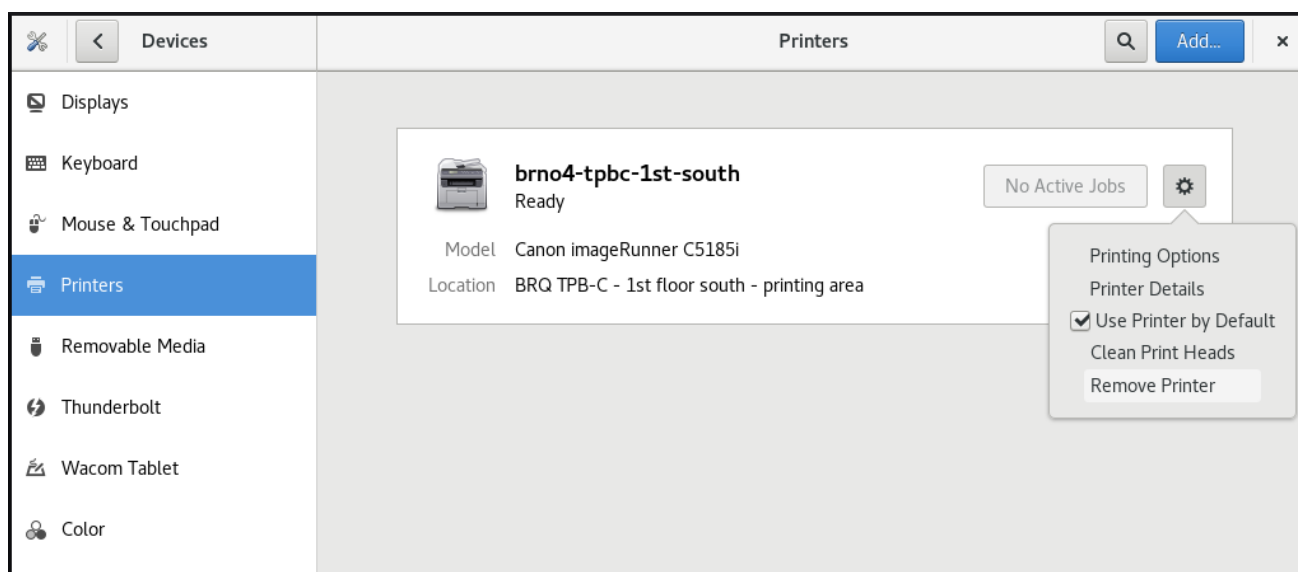 Devices
Printers
Add...
Displays
Keyboard
Mouse & Touchpad
Printers
Removable Media
Thunderbolt
Wacom Tablet
Color
brno4-tpbc-1st-south
Ready
No Active Jobs
Model Canon imageRunner C5185i
Location BRQ TPB-C - 1st floor south - printing area
Printing Options
Printer Details
Use Printer by Default
Clean Print Heads
Remove Printer